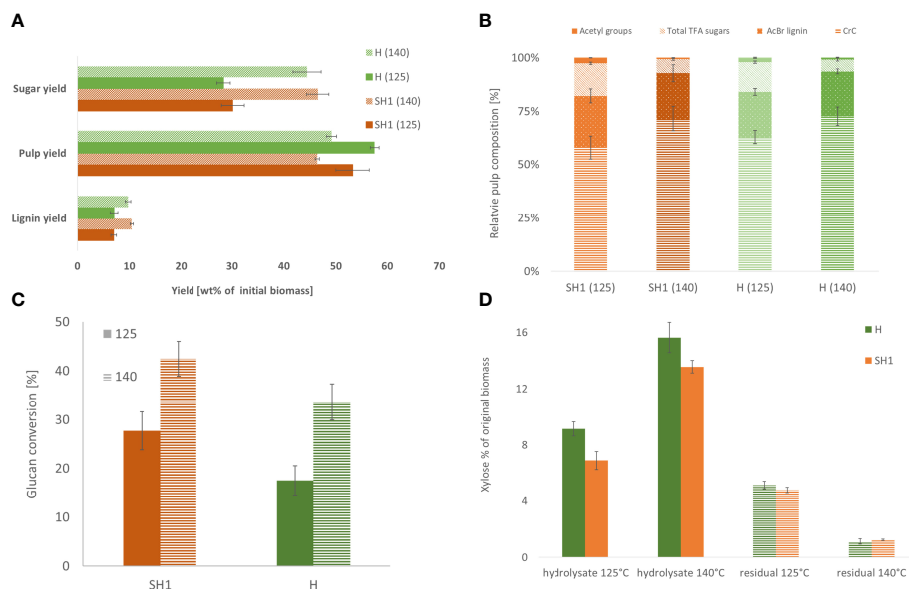 A
H (140)
H (125)
SH1 (140)
SH1 (125)
Sugar yield
Pulp yield
Lignin yield
0 10 20 30 40 50 60 70
Yield [wt% of initial biomass]
B
Acetyl groups Total TFA sugars AcBr lignin CrC
100%
75%
50%
25%
0%
Relatvie pulp composition [%]
SH1 (125) SH1 (140) H (125) H (140)
C
125
140
50
40
30
20
10
0
Glucan conversion [%]
SH1 H
D
H
SH1
16
12
8
4
0
Xylose % of original biomass
hydrolysate 125°C hydrolysate 140°C residual 125°C residual 140°C